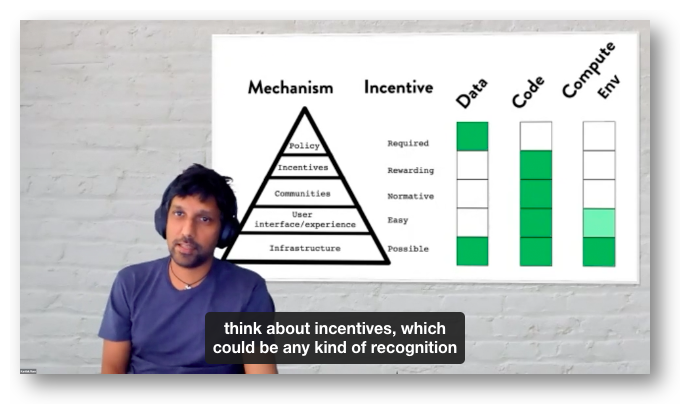 Mechanism
Incentive
Data
Code
Compute
Env
Policy
Required
Incentives
Rewarding
Communities
Normative
User
interface/experience
Easy
Infrastructure
Possible
think about incentives, which
could be any kind of recognition